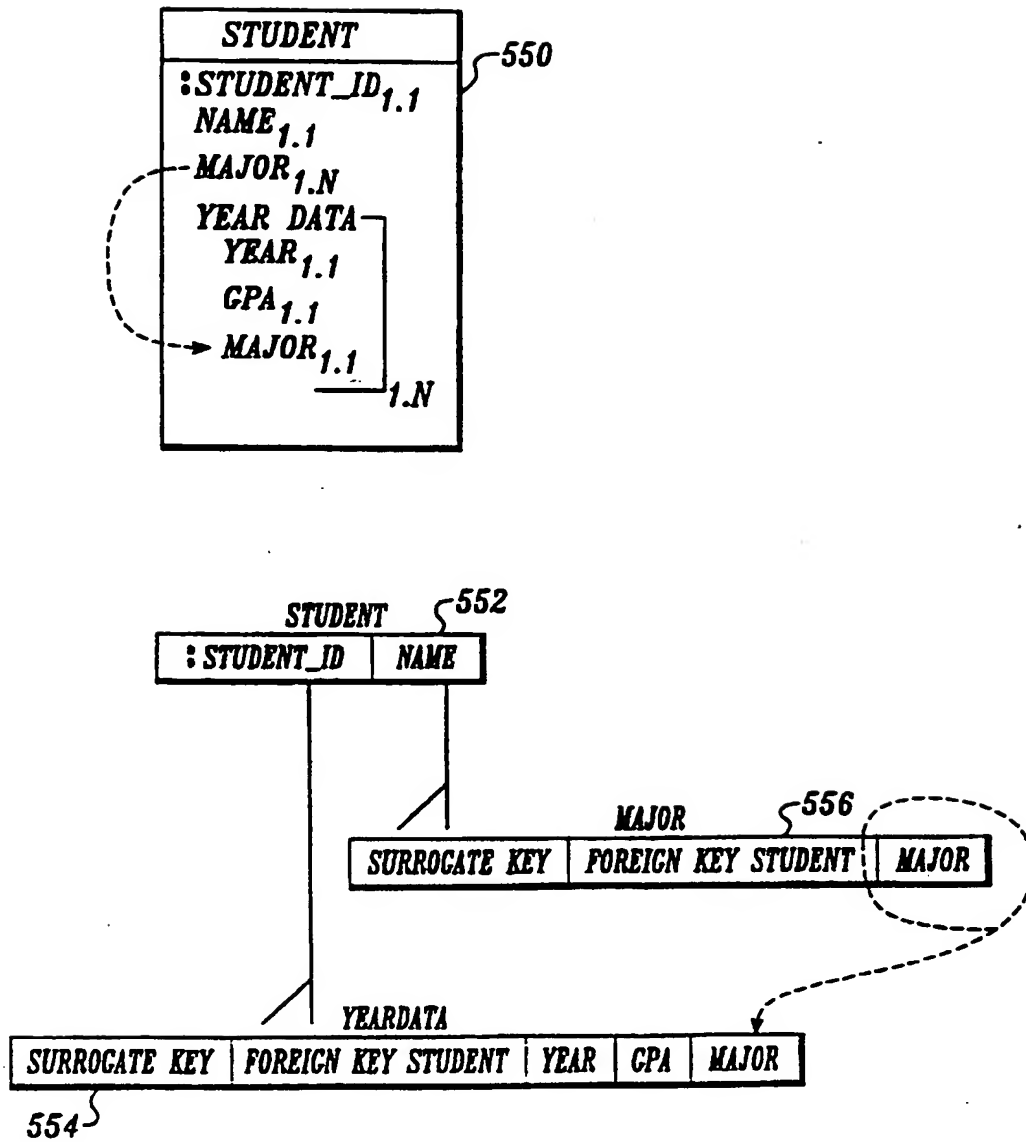 STUDENT
550
:STUDENT_ID1.1
NAME1.1
MAJOR1.N
YEAR DATA
YEAR1.1
GPA1.1
MAJOR1.1
1.N
STUDENT
552
:STUDENT_ID NAME
MAJOR
556
SURROGATE KEY FOREIGN KEY STUDENT MAJOR
YEARDATA
SURROGATE KEY FOREIGN KEY STUDENT YEAR GPA MAJOR
554